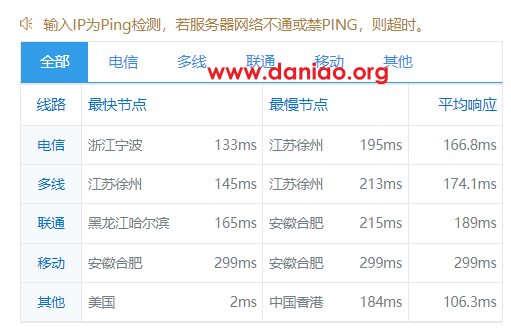 输入IP为Ping检测，若服务器网络不通或禁PING，则超时。
全部 电信 多线 联通 移动 其他
www.daniao.org
线路 最快节点 最慢节点 平均响应
电信 浙江宁波 133ms 江苏徐州 195ms 166.8ms
多线 江苏徐州 145ms 江苏徐州 213ms 174.1ms
联通 黑龙江哈尔滨 165ms 安徽合肥 215ms 189ms
移动 安徽合肥 299ms 安徽合肥 299ms 299ms
其他 美国 2ms 中国香港 184ms 106.3ms